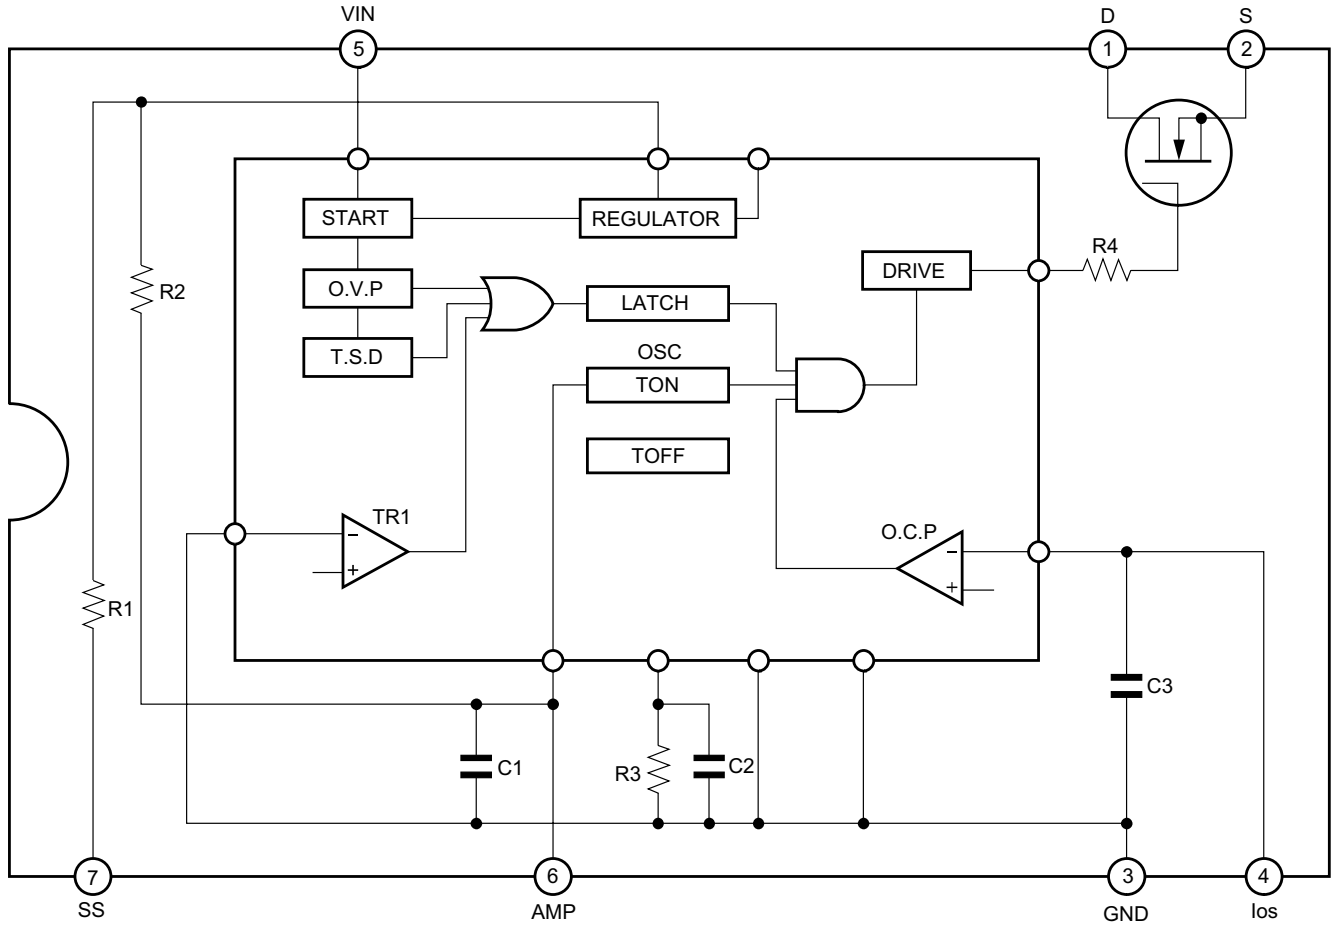 VIN
D
S
5
1
2
START
REGULATOR
R4
DRIVE
O.V.P
R2
LATCH
T.S.D
OSC
TON
TOFF
TR1
−
+
O.C.P
−
+
R1
C3
C1
R3
C2
7
6
3
4
SS
AMP
GND
Ios